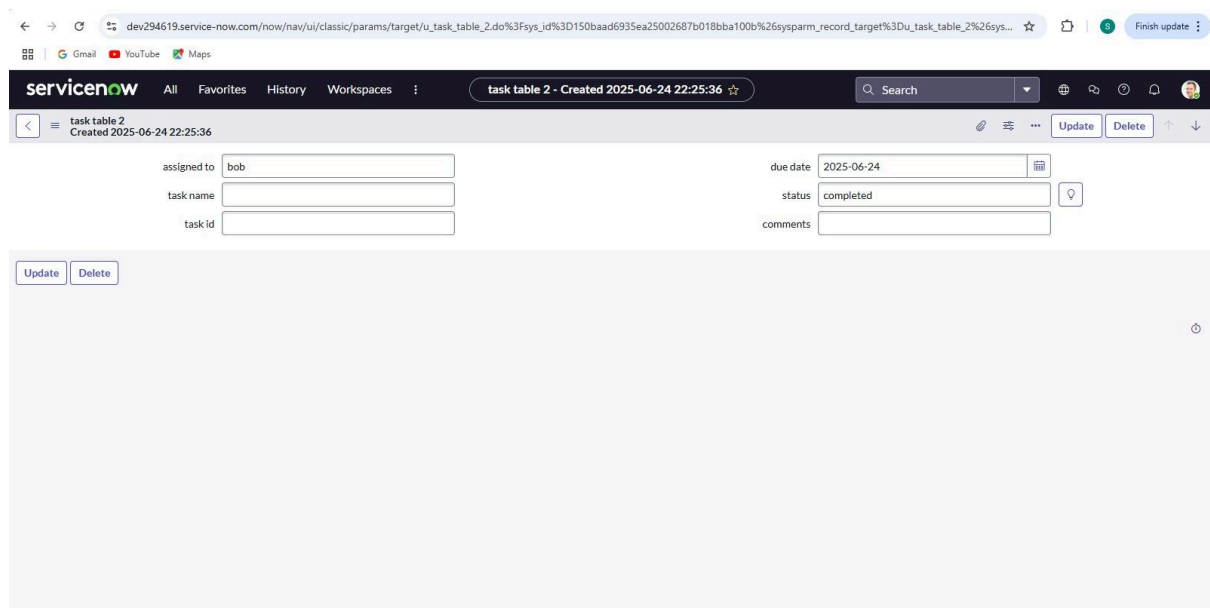 dev294619.service-now.com/now/nav/ui/classic/params/target/u_task_table_2.do%3Fsys_id%3D150baad6935ea25002687b018bba100b%26sysparm_record_target%3Du_task_table_2%26sys...
S
Finish update
Gmail YouTube Maps
servicenow All Favorites History Workspaces task table 2 - Created 2025-06-24 22:25:36 Search
task table 2
Created 2025-06-24 22:25:36
Update Delete
assigned to bob due date 2025-06-24
task name status completed
task id comments
Update Delete